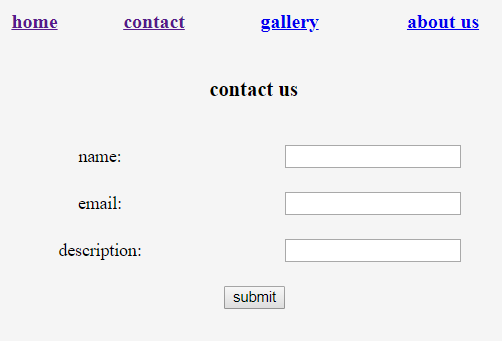 home contact gallery about us
contact us
name:
email:
description:
submit